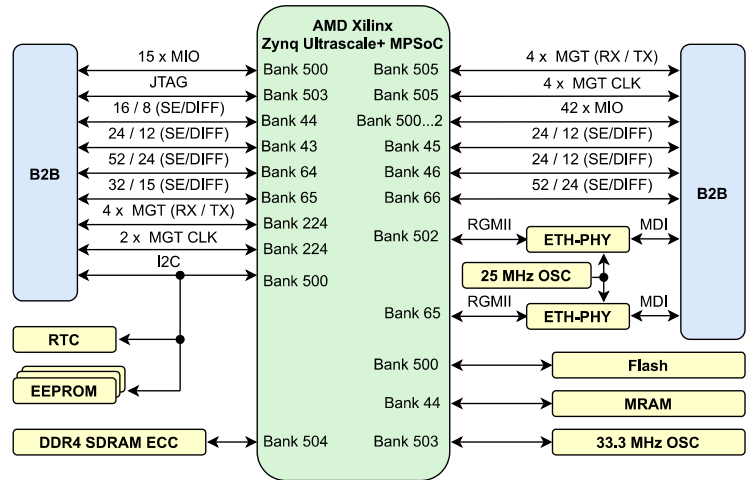 AMD Xilinx
Zynq Ultrascale+ MPSoC
15 x MIO
Bank 500
JTAG
Bank 503
16 / 8 (SE/DIFF)
Bank 44
24 / 12 (SE/DIFF)
Bank 43
52 / 24 (SE/DIFF)
Bank 64
32 / 15 (SE/DIFF)
Bank 65
4 x MGT (RX / TX)
Bank 224
2 x MGT CLK
Bank 224
I2C
Bank 500
B2B
RTC
EEPROM
DDR4 SDRAM ECC
Bank 504
Bank 505
4 x MGT (RX / TX)
Bank 505
4 x MGT CLK
Bank 500...2
42 x MIO
Bank 45
24 / 12 (SE/DIFF)
Bank 46
24 / 12 (SE/DIFF)
Bank 66
52 / 24 (SE/DIFF)
B2B
Bank 502
RGMII
ETH-PHY
MDI
25 MHz OSC
Bank 65
RGMII
ETH-PHY
MDI
Bank 500
Flash
Bank 44
MRAM
Bank 503
33.3 MHz OSC